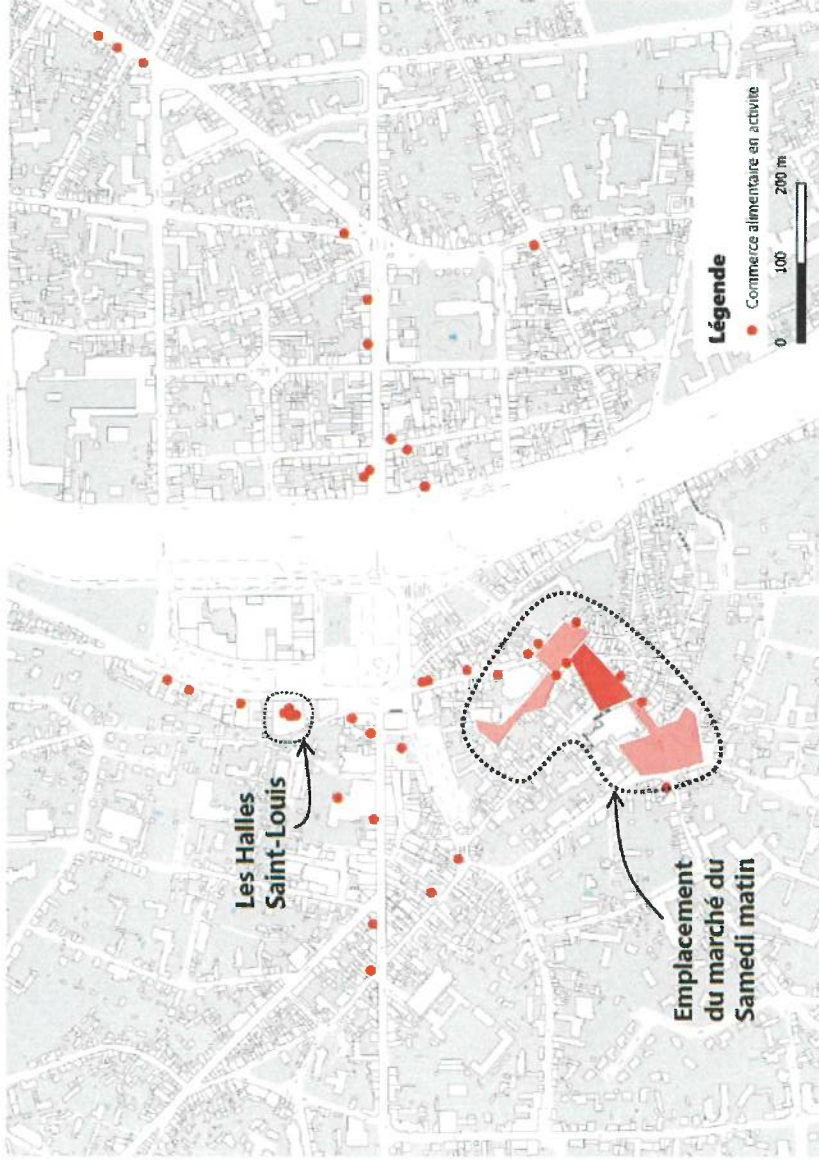 Les Halles
Saint-Louis
Emplacement
du marché du
Samedi matin
Légende
Commerce alimentaire en activité
0 100 200 m